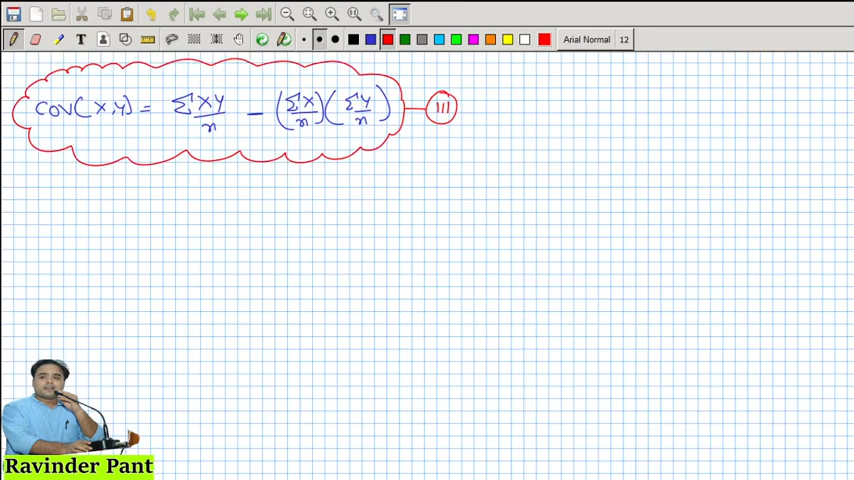 Arial Normal 12
COV(X,Y) = ΣXY/n - (ΣX/n)(ΣY/n) III
Ravinder Pant